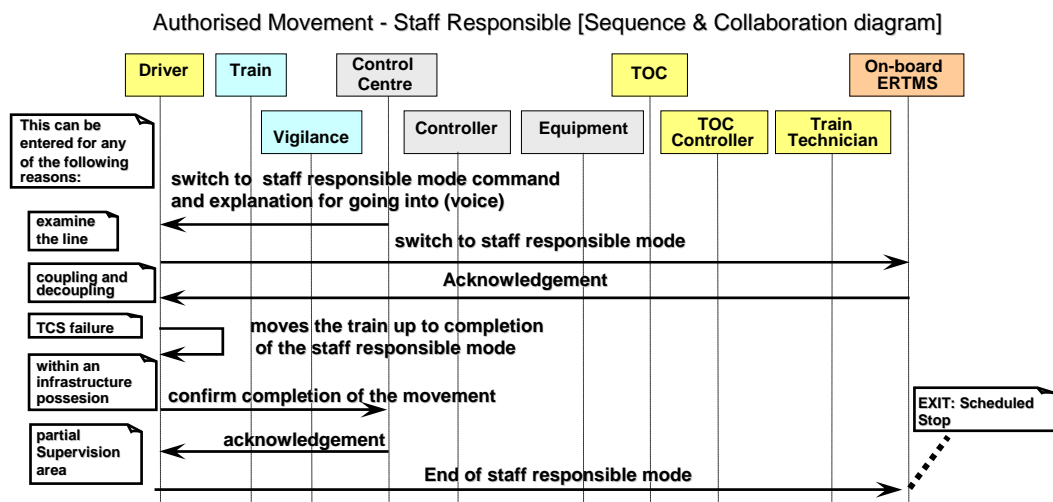 Authorised Movement - Staff Responsible [Sequence & Collaboration diagram]
Driver
Train
Control
Centre
TOC
On-board
ERTMS
Vigilance
Controller
Equipment
TOC
Controller
Train
Technician
This can be
entered for any
of the following
reasons:
switch to staff responsible mode command
and explanation for going into (voice)
examine
the line
switch to staff responsible mode
coupling and
decoupling
Acknowledgement
TCS failure
moves the train up to completion
of the staff responsible mode
within an
infrastructure
possesion
confirm completion of the movement
EXIT: Scheduled
Stop
partial
Supervision
area
acknowledgement
End of staff responsible mode